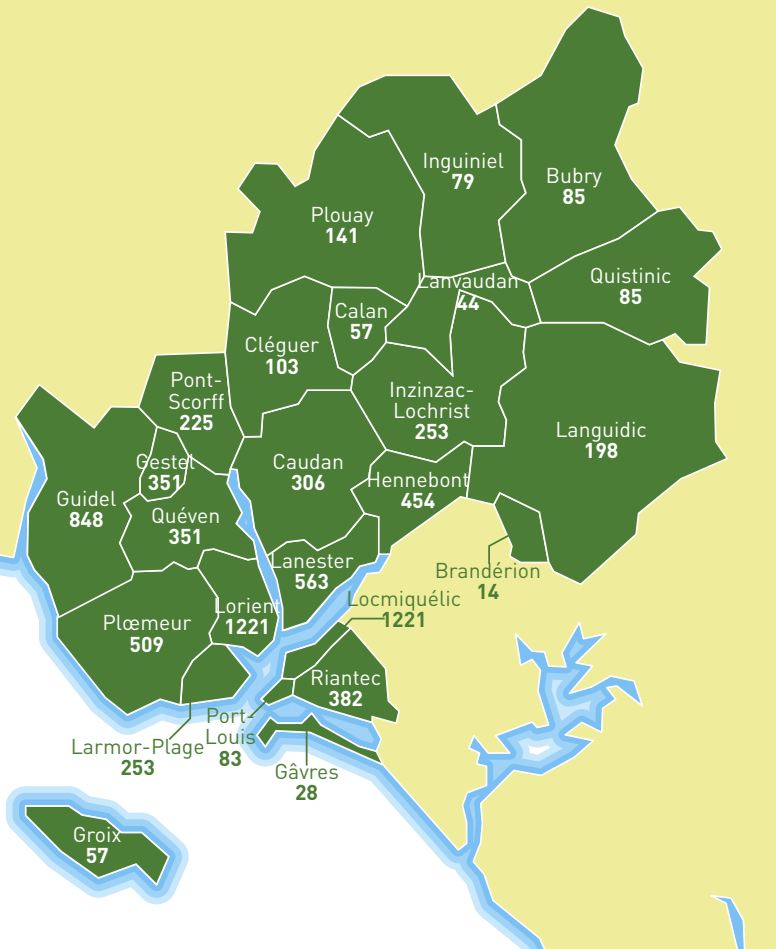 Inguiniel
79
Bubry
85
Plouay
141
Lanvaudan
44
Quistinic
85
Calan
57
Cléguer
103
Pont-
Scorff
225
Inzinzac-
Lochrist
253
Languidic
198
Gestel
351
Caudan
306
Hennebont
454
Guidel
848
Quéven
351
Lanester
563
Brandérion
14
Locmiquélic
1221
Lorient
1221
Plœmeur
509
Riantec
382
Port-
Louis
83
Larmor-Plage
253
Gâvres
28
Groix
57